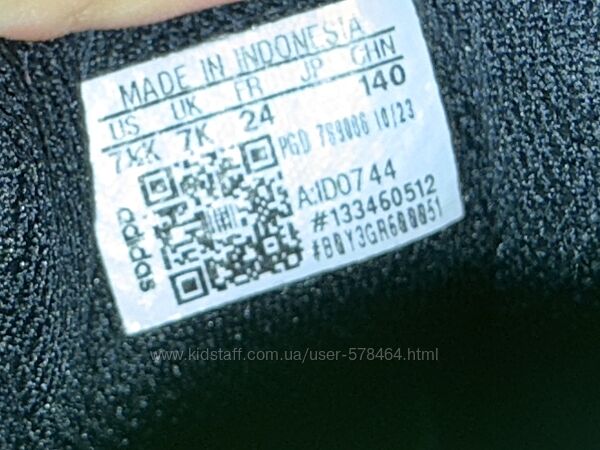 MADE IN INDONESIA
US UK FR JP CHN
7K 24 140
PGD 789006 10/23
A:ID0744
#133460512
#B0Y3GR600051
adidas
www.kidstaff.com.ua/user-578464.html